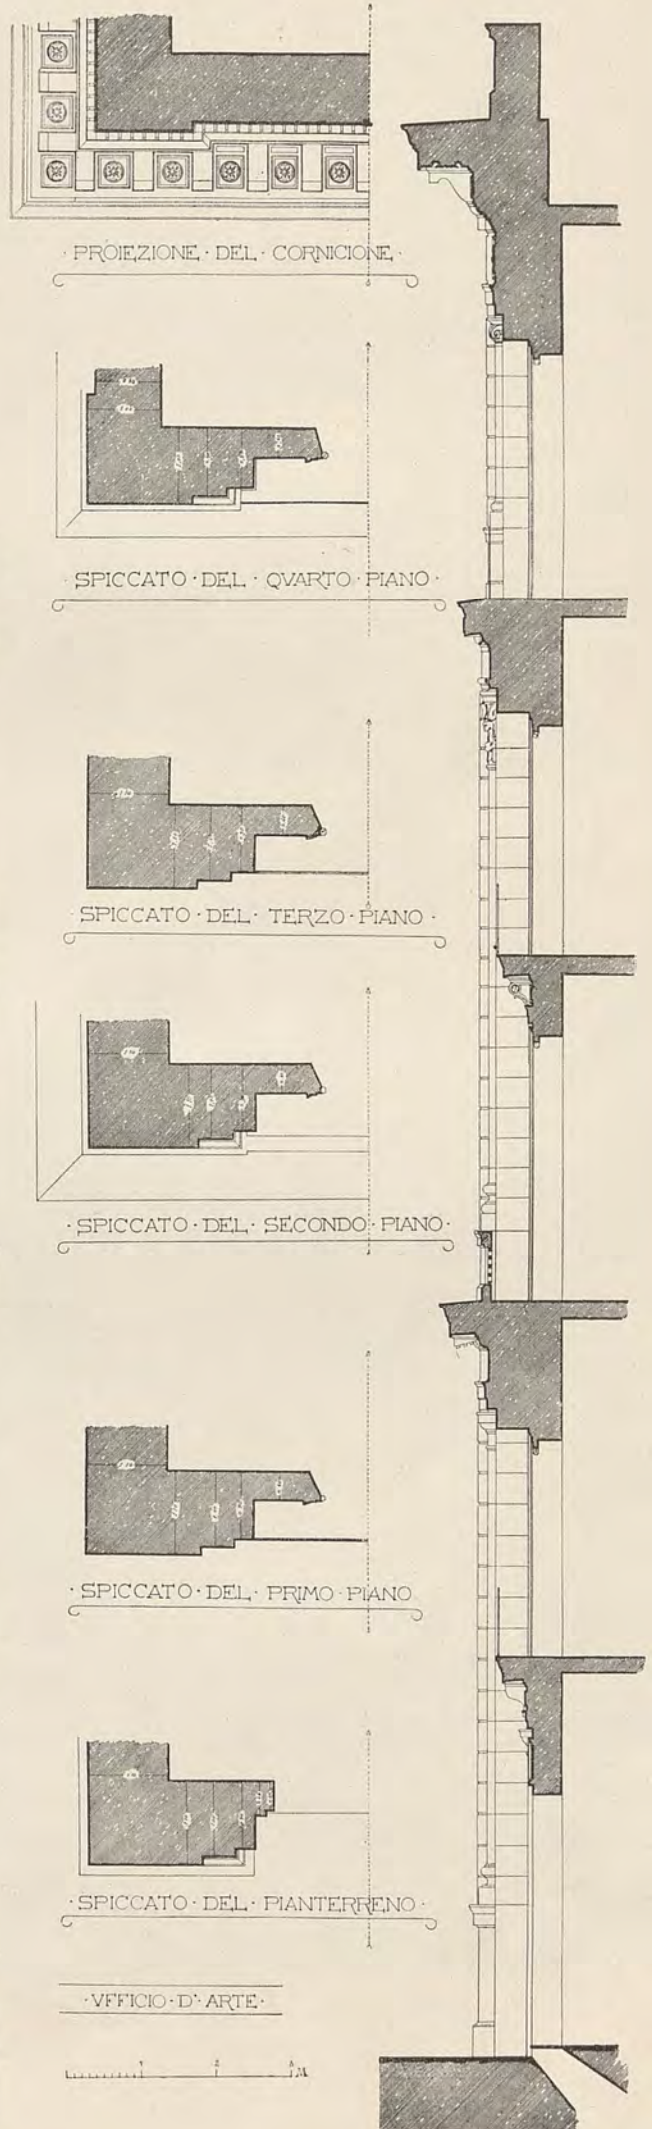 · PROIEZIONE · DEL · CORNICIONE ·
· SPICCATO · DEL · QVARTO · PIANO ·
· SPICCATO · DEL · TERZO · PIANO ·
· SPICCATO · DEL · SECONDO · PIANO ·
· SPICCATO · DEL · PRIMO · PIANO
· SPICCATO · DEL · PIANTERRENO ·
· VFFICIO · D'· ARTE ·
1 2 3 M